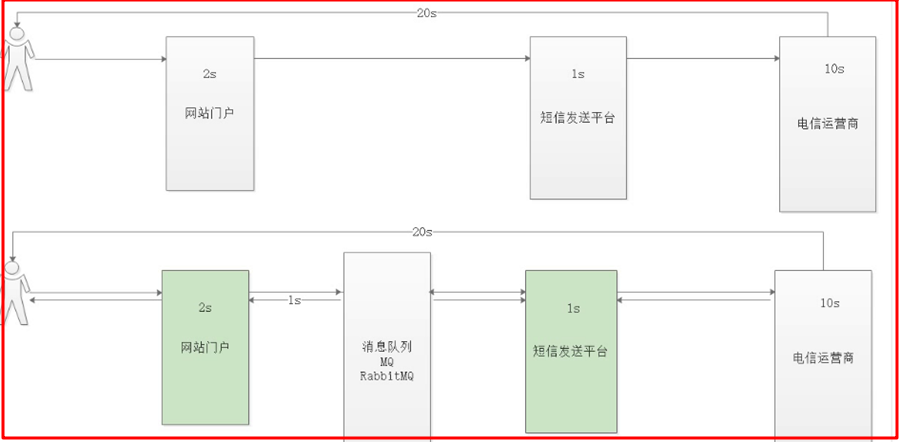 20s
2s
网站门户
1s
短信发送平台
10s
电信运营商
20s
2s
网站门户
1s
消息队列
MQ
RabbitMQ
1s
短信发送平台
10s
电信运营商